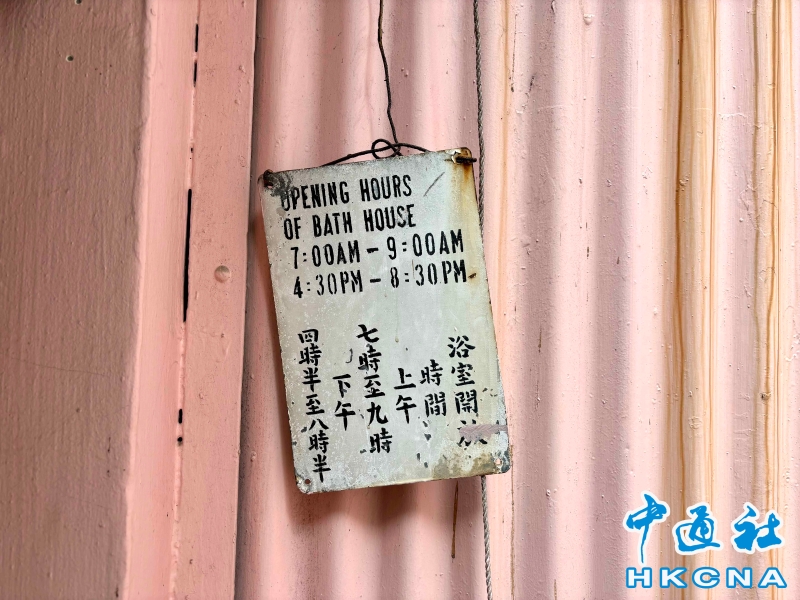 OPENING HOURS
OF BATH HOUSE
7:00AM – 9:00AM
4:30PM – 8:30PM
浴室開放
時間
上午
七時至九時
下午
四時半至八時半
中通社
HKCNA